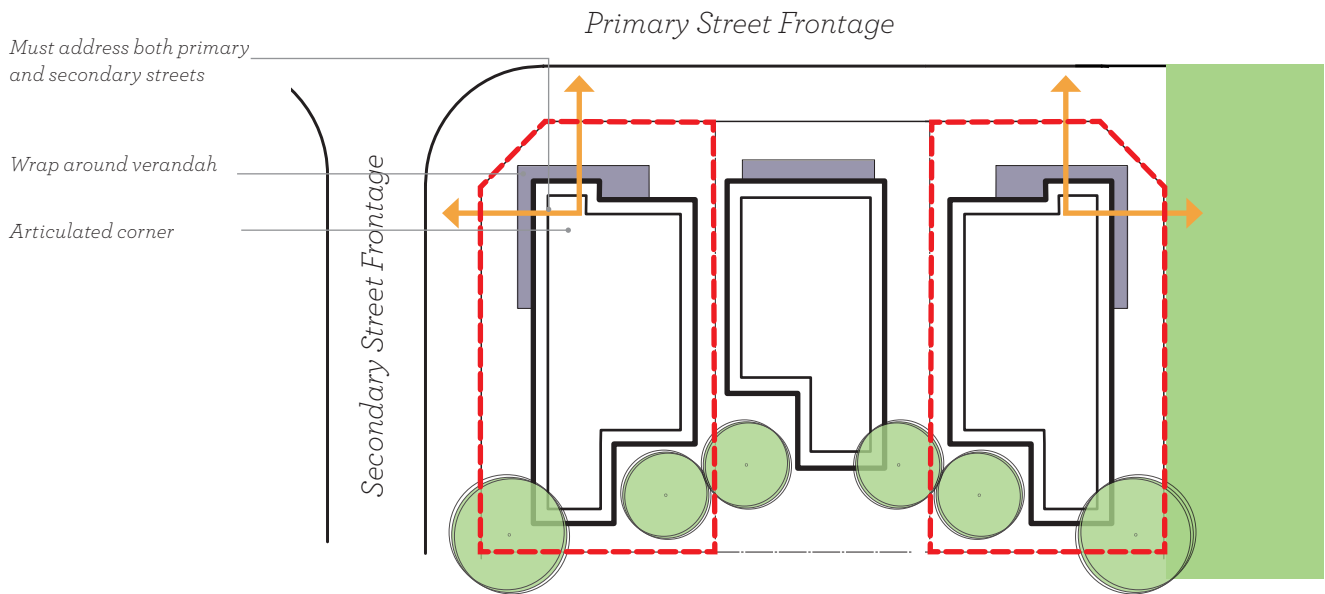 Primary Street Frontage
Must address both primary
and secondary streets
Wrap around verandah
Articulated corner
Secondary Street Frontage